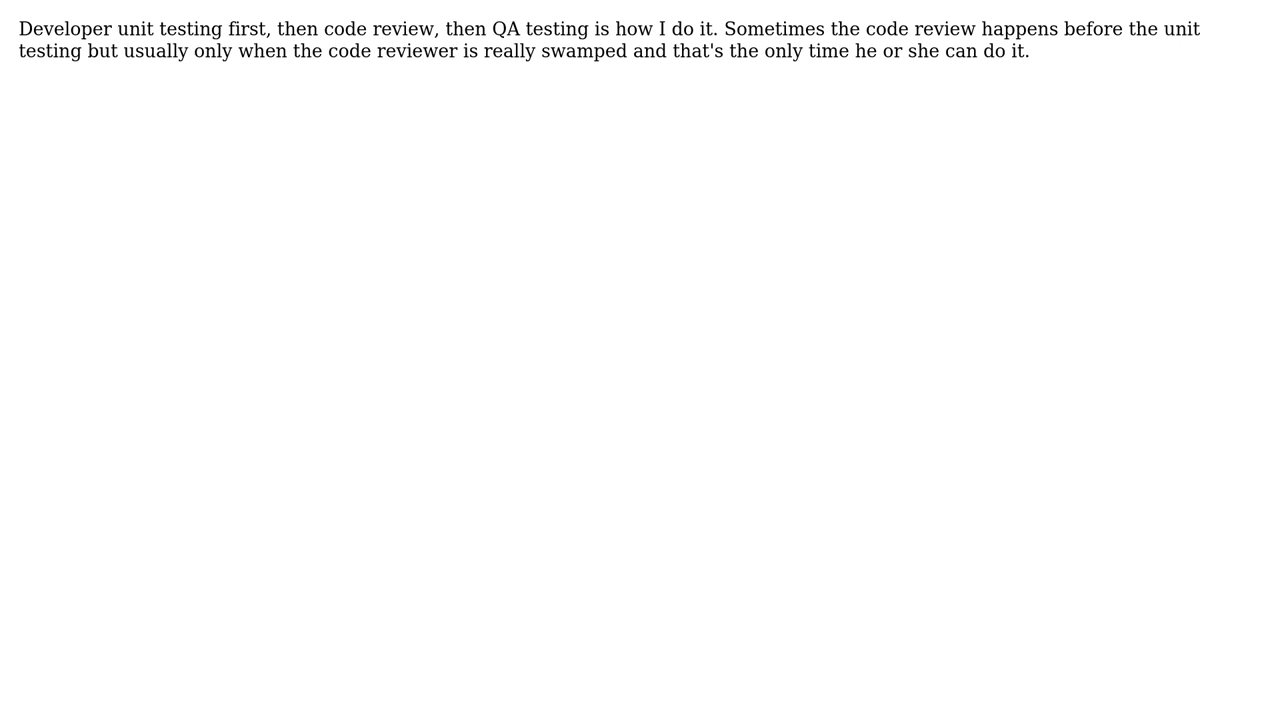 Developer unit testing first, then code review, then QA testing is how I do it. Sometimes the code review happens before the unit
testing but usually only when the code reviewer is really swamped and that's the only time he or she can do it.